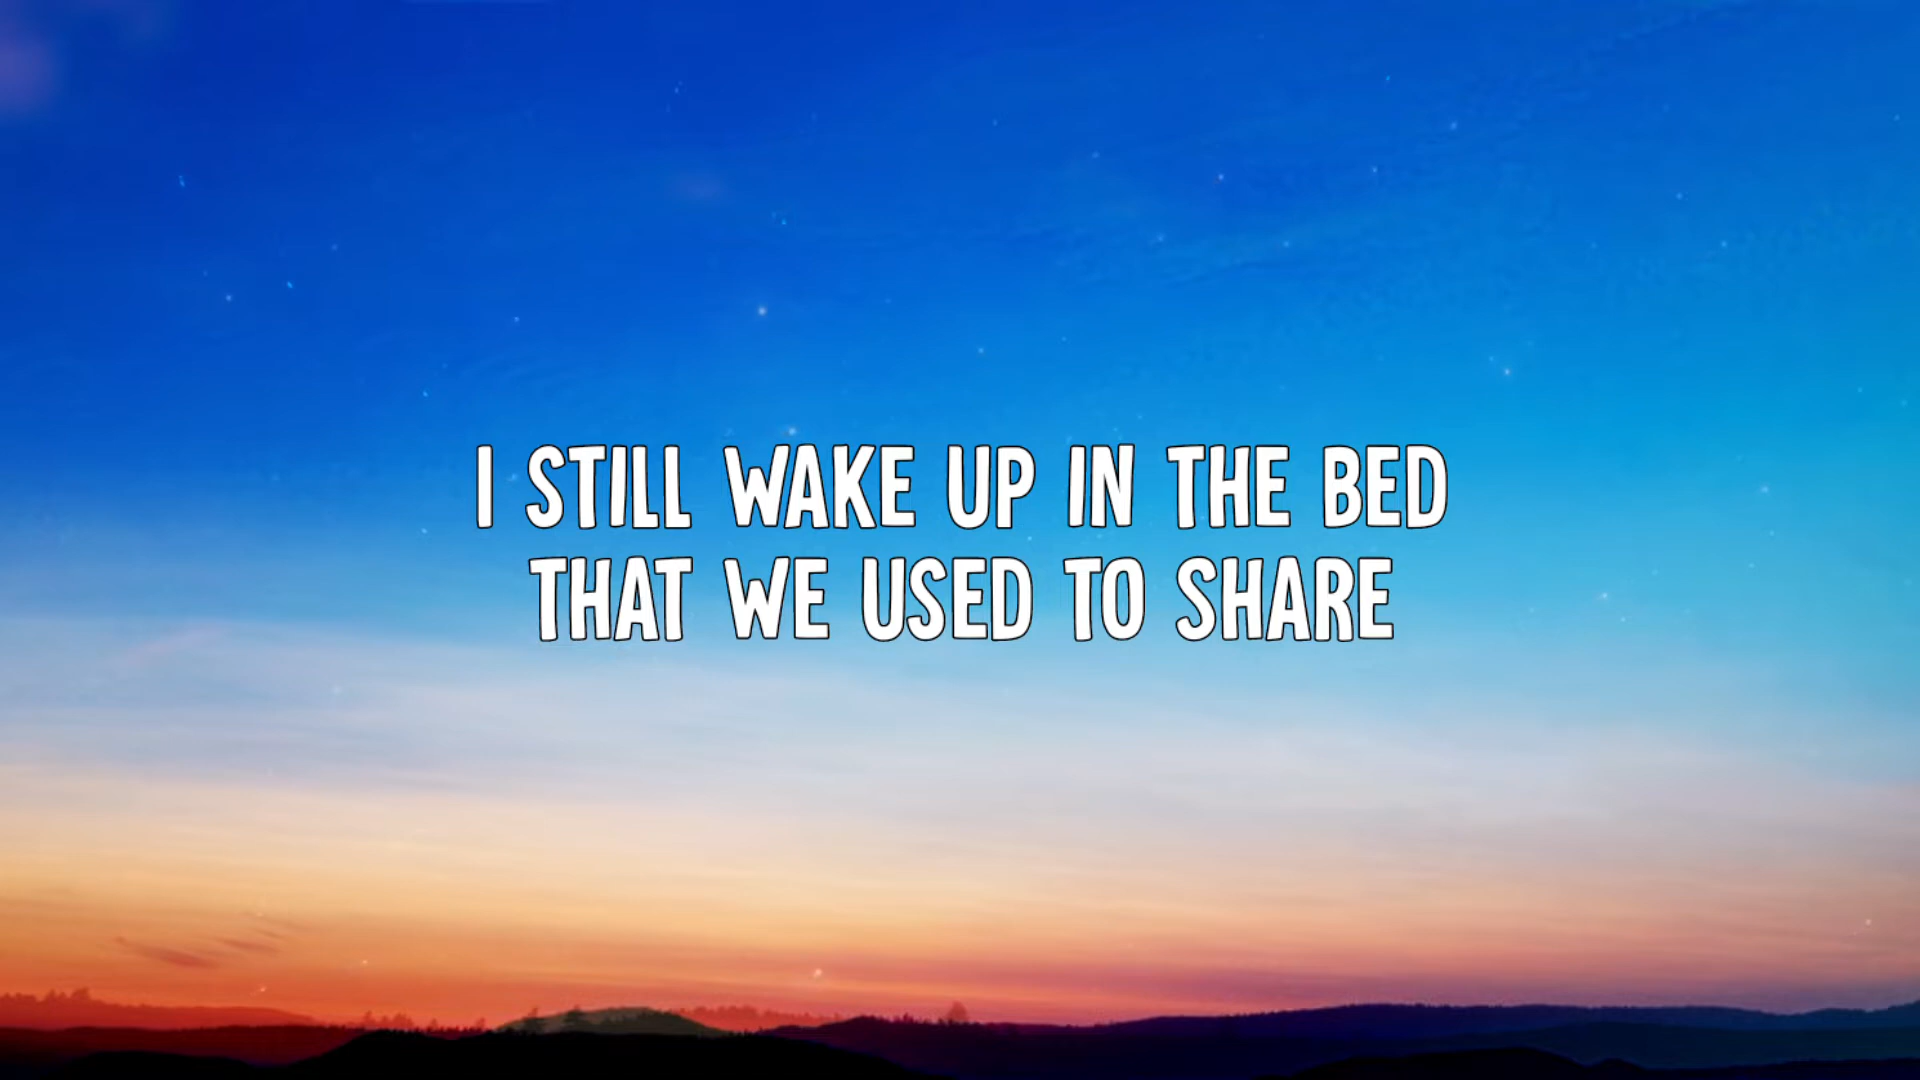 I STILL WAKE UP IN THE BED
THAT WE USED TO SHARE